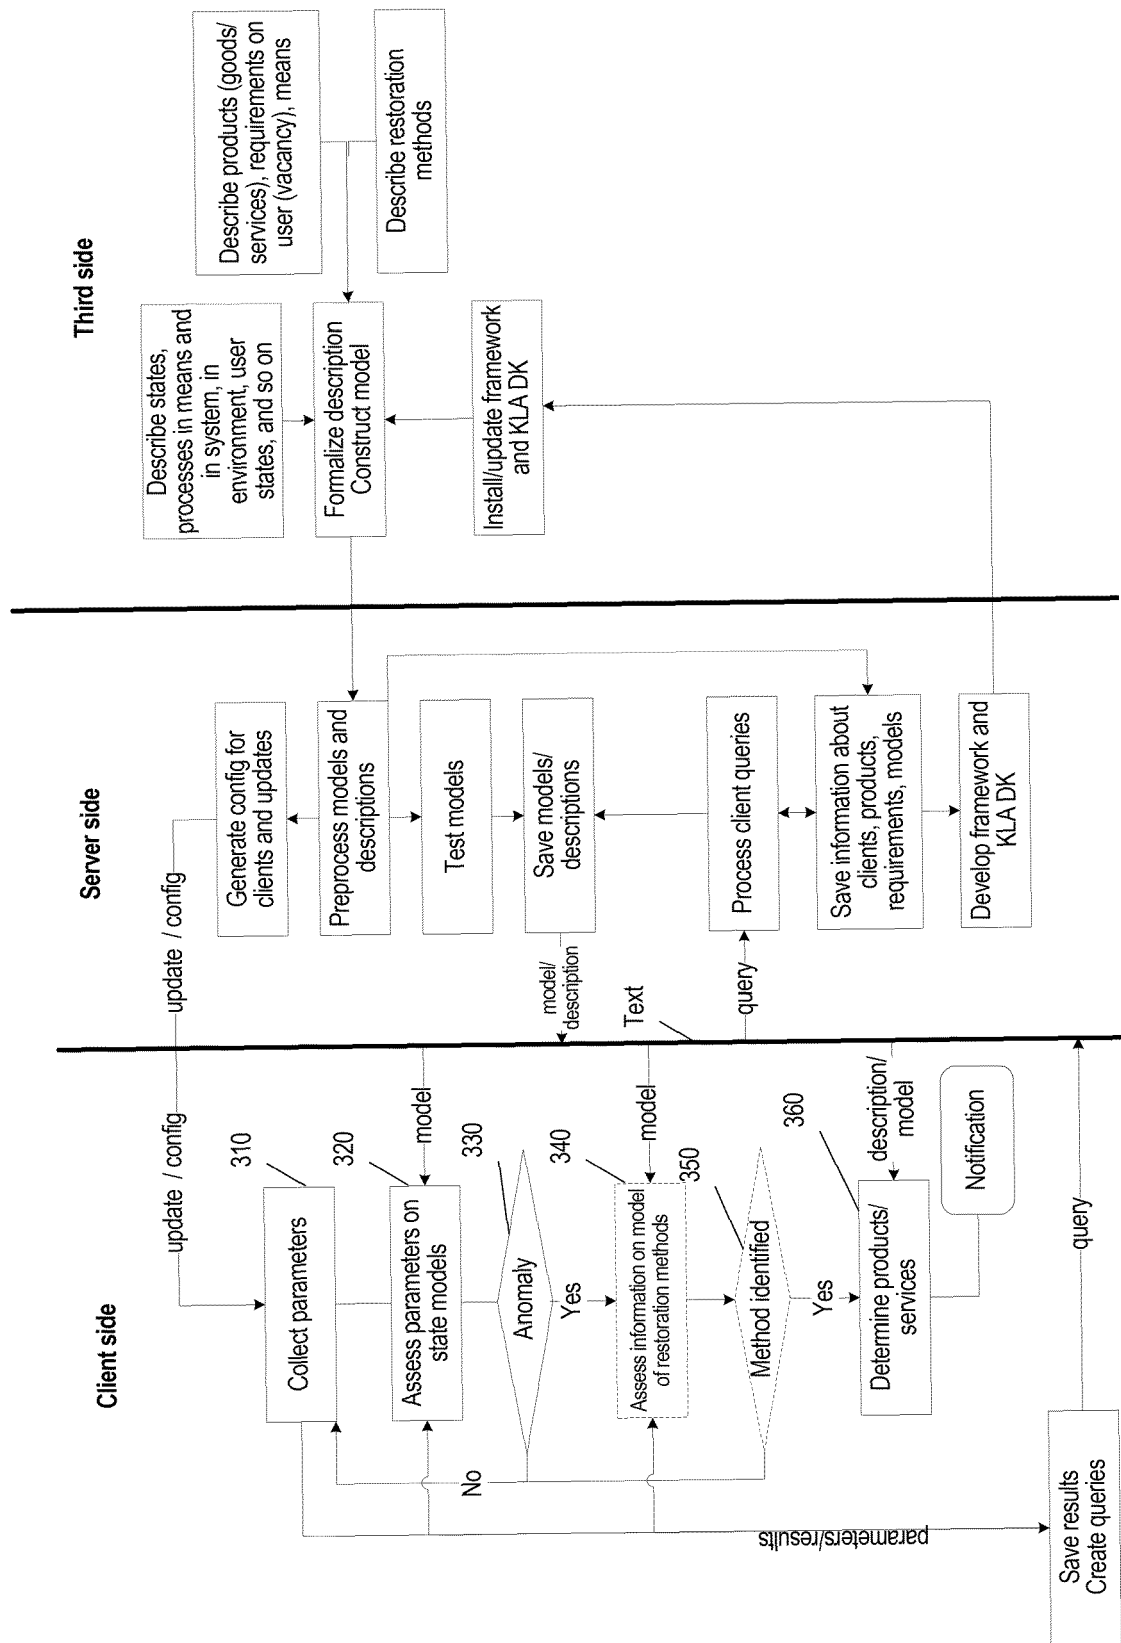 Client side
Server side
Third side
update / config
update / config
Collect parameters
310
Assess parameters on
state models
320
model
Anomaly
330
Yes
No
Assess information on model
of restoration methods
340
model
Method identified
350
Yes
Determine products/
services
360
description/
model
Notification
parameters/results
Save results
Create queries
query
Generate config for
clients and updates
Preprocess models and
descriptions
Test models
Save models/
descriptions
model/
description
Text
query
Process client queries
Save information about
clients, products,
requirements, models
Develop framework and
KLA DK
Describe states,
processes in means and
in system, in
environment, user
states, and so on
Formalize description
Construct model
Install/update framework
and KLA DK
Describe products (goods/
services), requirements on
user (vacancy), means
Describe restoration
methods